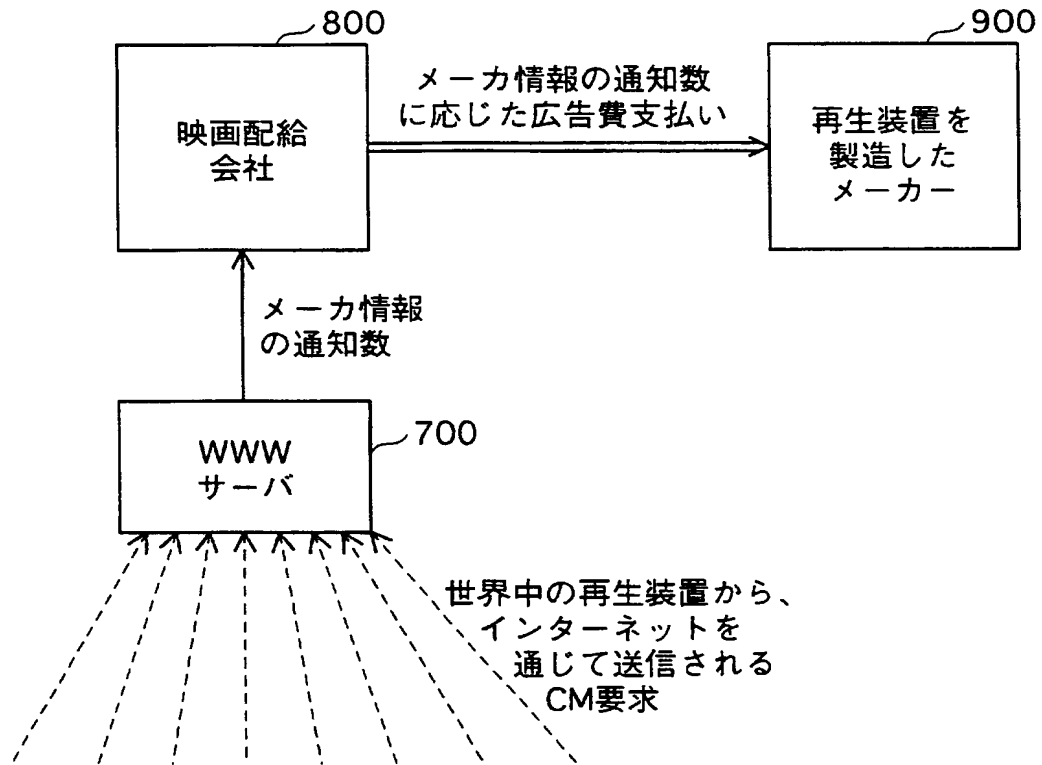 800
映画配給
会社
メーカ情報の通知数
に応じた広告費支払い
900
再生装置を
製造した
メーカー
メーカ情報
の通知数
700
WWW
サーバ
世界中の再生装置から、
インターネットを
通じて送信される
CM要求